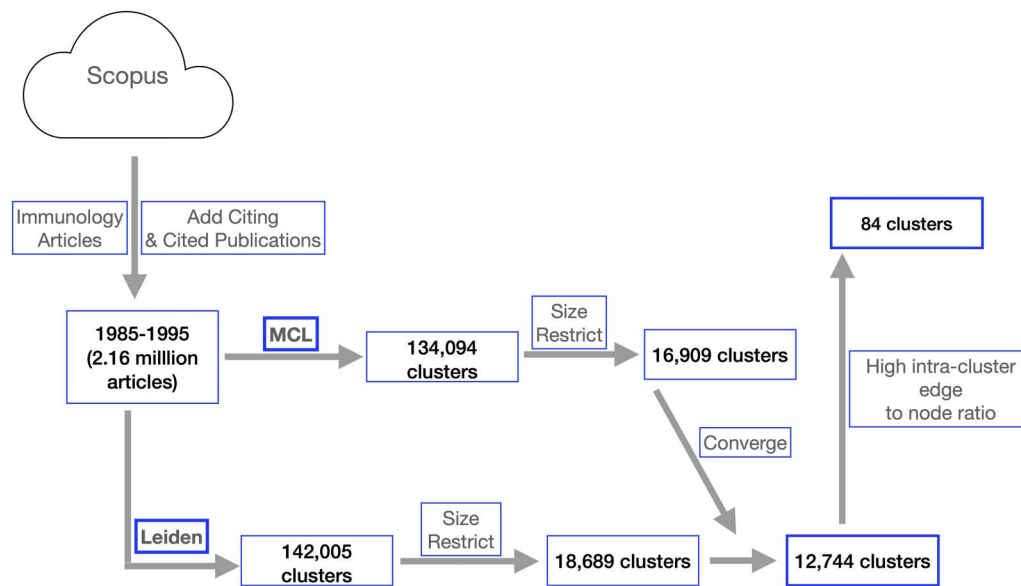 Scopus
Immunology
Articles
Add Citing
& Cited Publications
84 clusters
1985-1995
(2.16 milllion
articles)
MCL
134,094
clusters
Size
Restrict
16,909 clusters
High intra-cluster
edge
to node ratio
Converge
Leiden
142,005
clusters
Size
Restrict
18,689 clusters
12,744 clusters